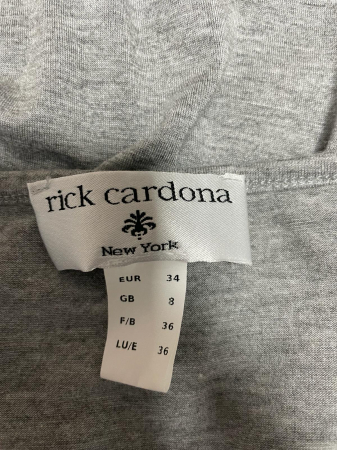 rick cardona
New York
EUR 34
GB 8
F/B 36
LU/E 36